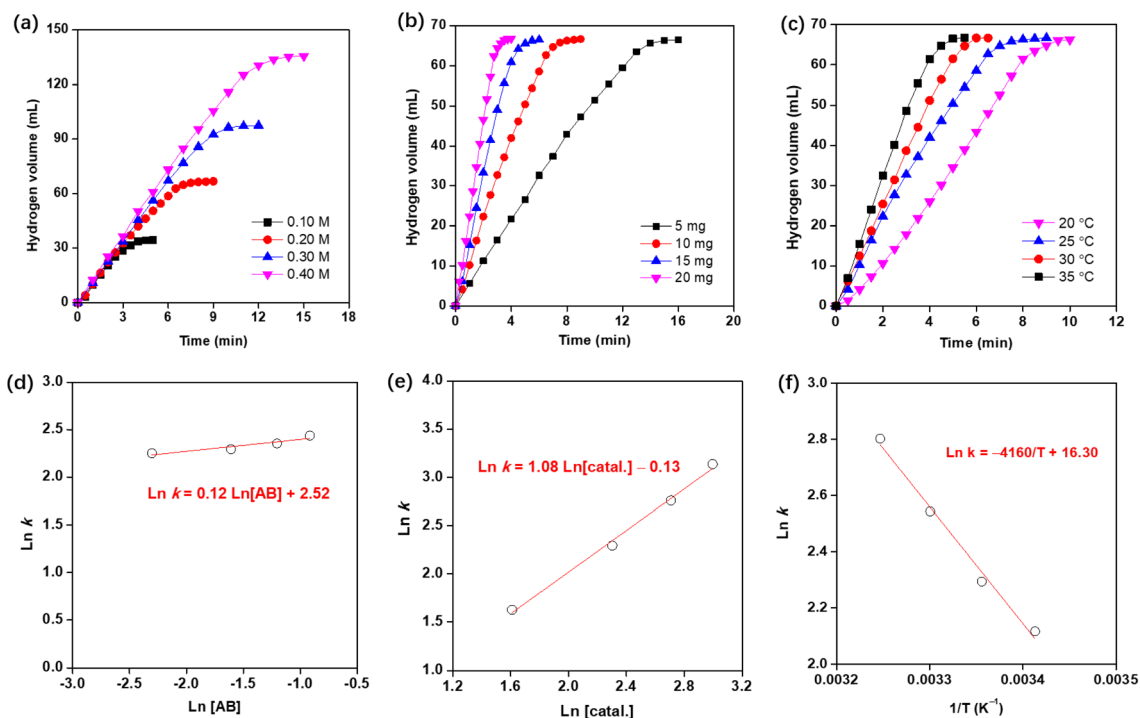 (a)
150
120
90
60
30
0
Hydrogen volume (mL)
0.10 M
0.20 M
0.30 M
0.40 M
0 3 6 9 12 15 18
Time (min)
(b)
70
60
50
40
30
20
10
0
Hydrogen volume (mL)
5 mg
10 mg
15 mg
20 mg
0 4 8 12 16 20
Time (min)
(c)
70
60
50
40
30
20
10
0
Hydrogen volume (mL)
20 °C
25 °C
30 °C
35 °C
0 2 4 6 8 10 12
Time (min)
(d)
3.0
2.5
2.0
1.5
1.0
0.5
0.0
Ln k
Ln k = 0.12 Ln[AB] + 2.52
-3.0 -2.5 -2.0 -1.5 -1.0 -0.5
Ln [AB]
(e)
4.0
3.5
3.0
2.5
2.0
1.5
1.0
Ln k
Ln k = 1.08 Ln[catal.] – 0.13
1.2 1.6 2.0 2.4 2.8 3.2
Ln [catal.]
(f)
3.0
2.8
2.6
2.4
2.2
2.0
Ln k
Ln k = –4160/T + 16.30
0.0032 0.0033 0.0034 0.0035
1/T (K⁻¹)